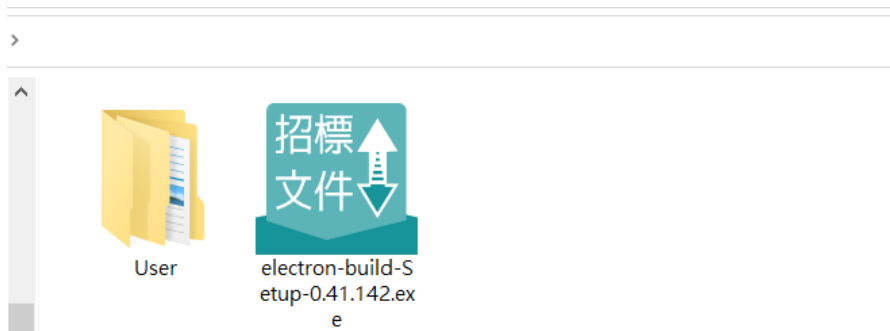 招標
文件
User
electron-build-S
etup-0.41.142.ex
e